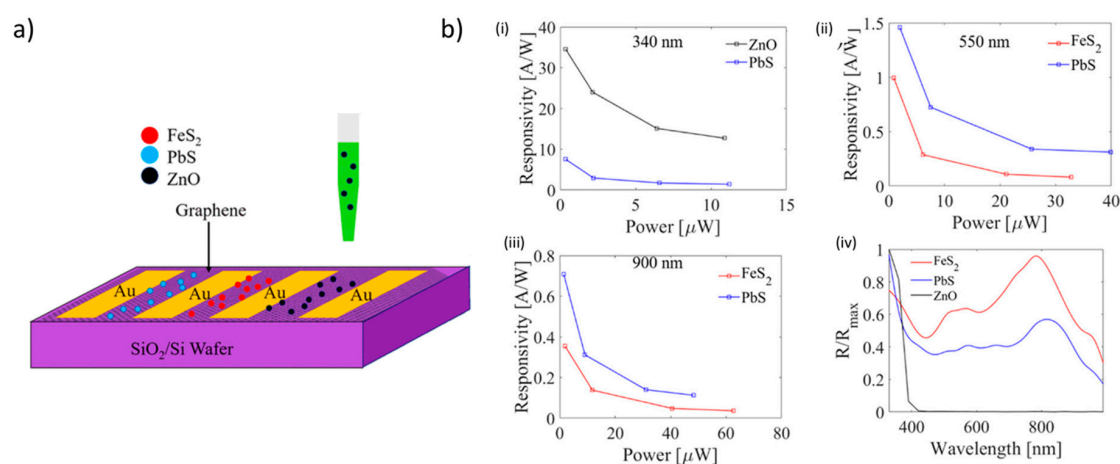 a)
FeS₂
PbS
ZnO
Graphene
Au Au Au Au
SiO₂/Si Wafer
b)
(i)
340 nm
ZnO
PbS
Responsivity [A/W]
40
30
20
10
0
0 5 10 15
Power [μW]
(ii)
550 nm
FeS₂
PbS
Responsivity [A/W]
1.5
1
0.5
0
0 10 20 30 40
Power [μW]
(iii)
900 nm
FeS₂
PbS
Responsivity [A/W]
0.8
0.6
0.4
0.2
0
0 20 40 60 80
Power [μW]
(iv)
FeS₂
PbS
ZnO
R/Rmax
1
0.8
0.6
0.4
0.2
0
400 600 800
Wavelength [nm]